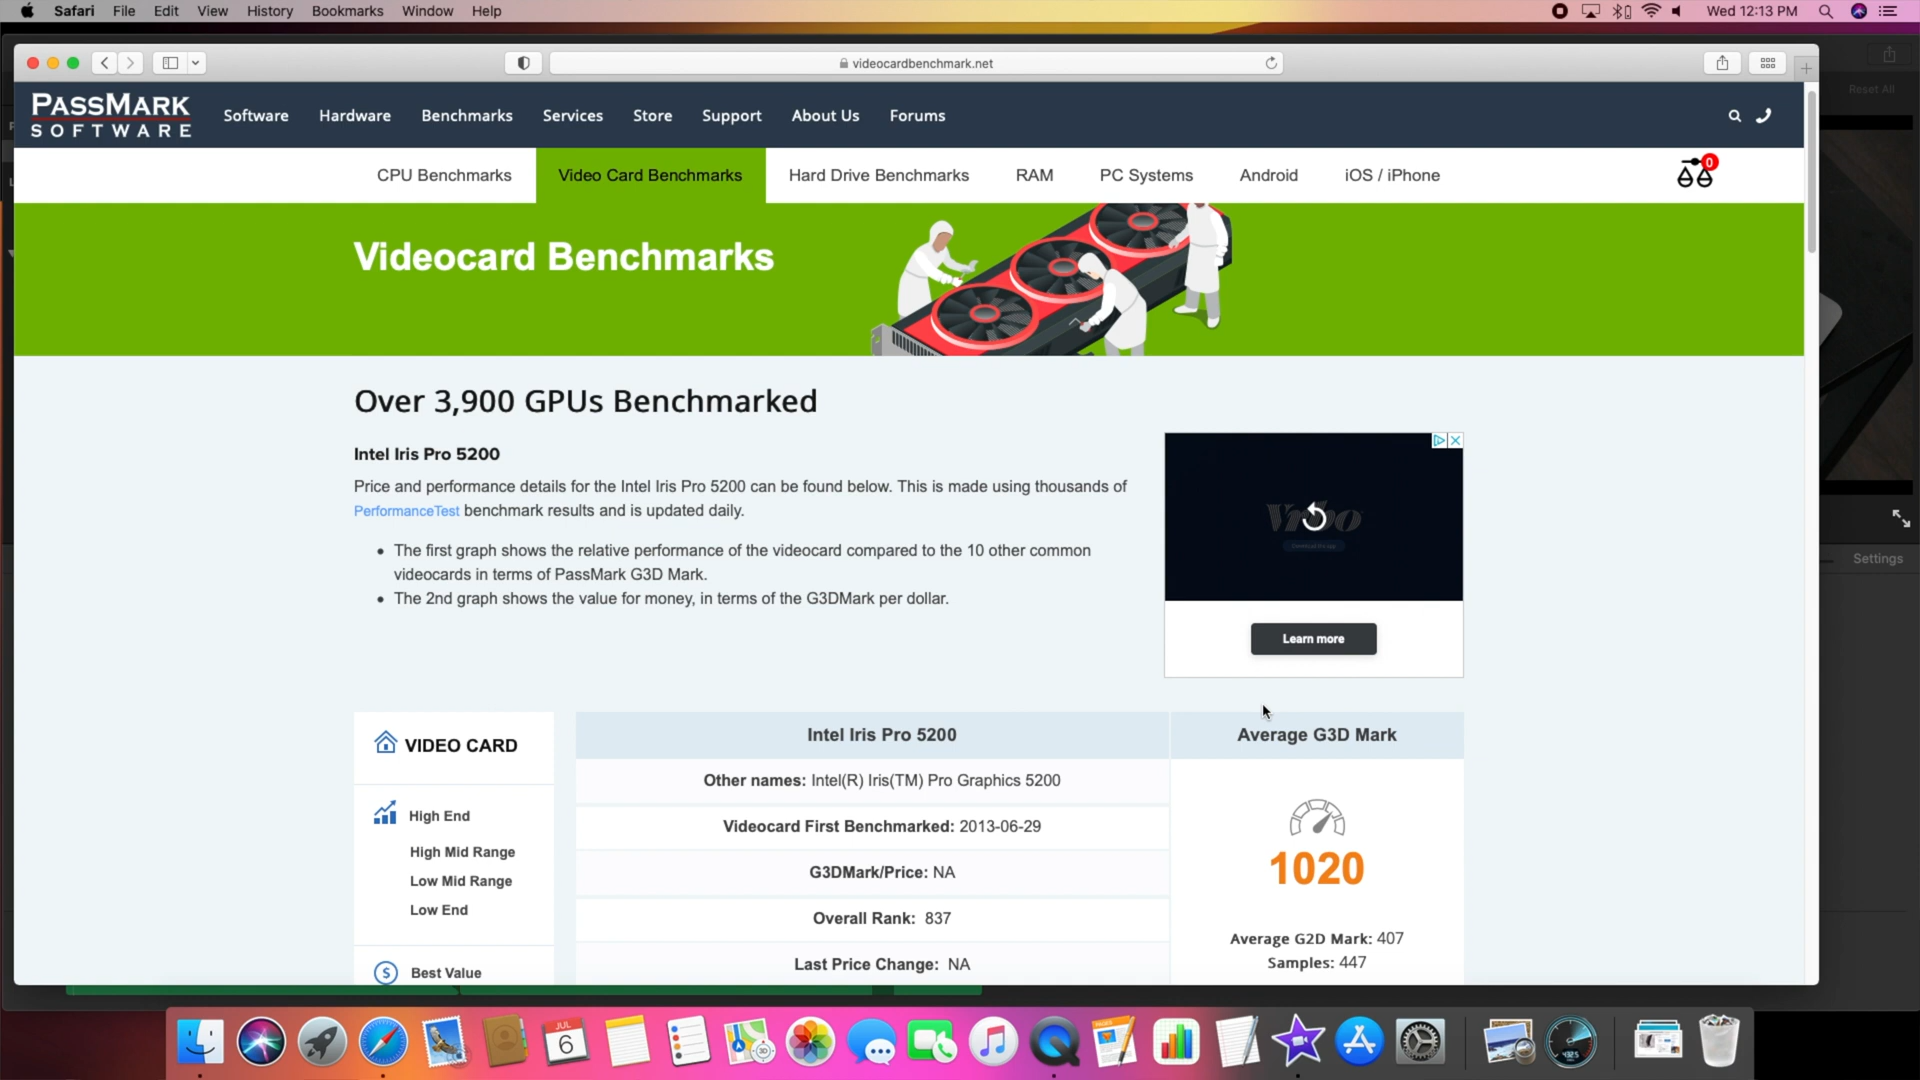 Safari File Edit View History Bookmarks Window Help
Wed 12:13 PM
videocardbenchmark.net
Reset All
PASSMARK
SOFTWARE
Software Hardware Benchmarks Services Store Support About Us Forums
CPU Benchmarks Video Card Benchmarks Hard Drive Benchmarks RAM PC Systems Android iOS / iPhone
0
Videocard Benchmarks
Over 3,900 GPUs Benchmarked
Intel Iris Pro 5200
Price and performance details for the Intel Iris Pro 5200 can be found below. This is made using thousands of
PerformanceTest benchmark results and is updated daily.
• The first graph shows the relative performance of the videocard compared to the 10 other common
videocards in terms of PassMark G3D Mark.
• The 2nd graph shows the value for money, in terms of the G3DMark per dollar.
Vrbo
Learn more
Settings
VIDEO CARD
High End
High Mid Range
Low Mid Range
Low End
Best Value
Intel Iris Pro 5200
Other names: Intel(R) Iris(TM) Pro Graphics 5200
Videocard First Benchmarked: 2013-06-29
G3DMark/Price: NA
Overall Rank: 837
Last Price Change: NA
Average G3D Mark
1020
Average G2D Mark: 407
Samples: 447
JUL
6